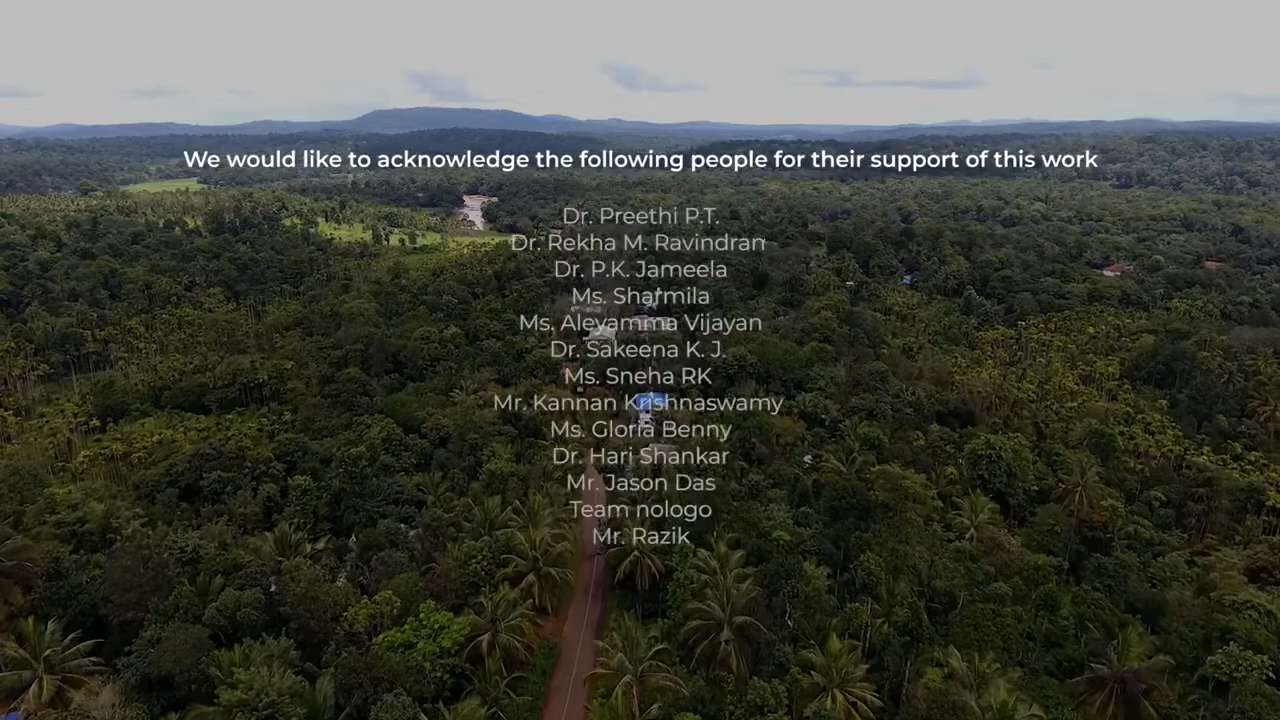 We would like to acknowledge the following people for their support of this work
Dr. Preethi P.T.
Dr. Rekha M. Ravindran
Dr. P.K. Jameela
Ms. Sharmila
Ms. Aleyamma Vijayan
Dr. Sakeena K. J.
Ms. Sneha RK
Mr. Kannan Krishnaswamy
Ms. Gloria Benny
Dr. Hari Shankar
Mr. Jason Das
Team nologo
Mr. Razik